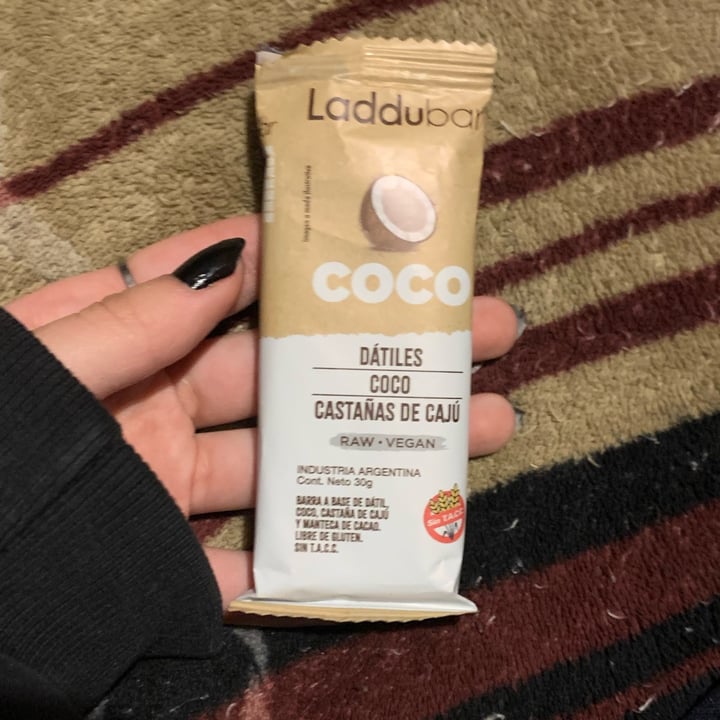 Laddubar
COCO
DÁTILES
COCO
CASTAÑAS DE CAJÚ
RAW • VEGAN
INDUSTRIA ARGENTINA
Cont. Neto 30g
BARRA A BASE DE DÁTIL,
COCO, CASTAÑA DE CAJÚ
Y MANTECA DE CACAO.
LIBRE DE GLUTEN.
SIN T.A.C.C.
Sin T.A.C.C.